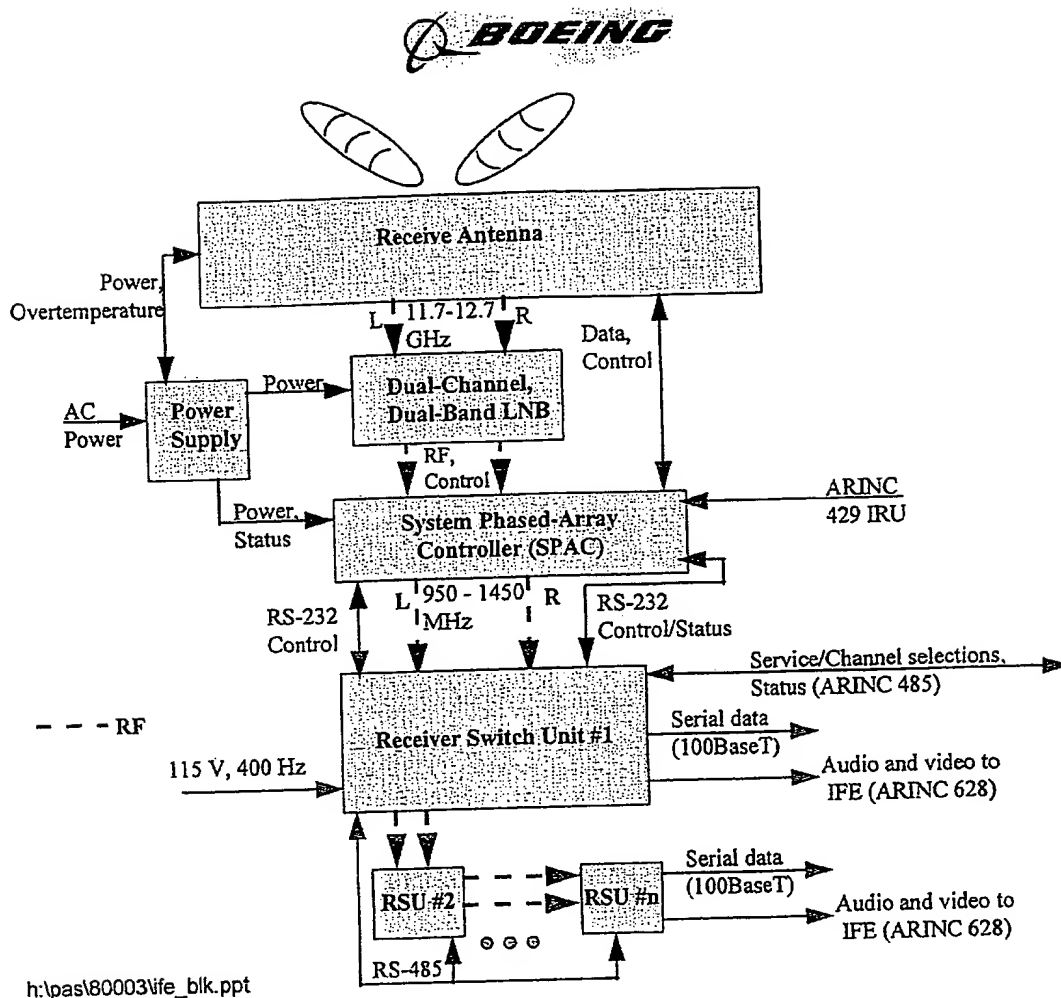 BOEING
Receive Antenna
Power,
Overtemperature
L
11.7-12.7
GHz
R
Data,
Control
Power
Dual-Channel,
Dual-Band LNB
AC
Power
Power
Supply
RF,
Control
Power,
Status
System Phased-Array
Controller (SPAC)
ARINC
429 IRU
RS-232
Control
L
950 - 1450
MHz
R
RS-232
Control/Status
Service/Channel selections,
Status (ARINC 485)
RF
Receiver Switch Unit #1
Serial data
(100BaseT)
115 V, 400 Hz
Audio and video to
IFE (ARINC 628)
RSU #2
RSU #n
Serial data
(100BaseT)
Audio and video to
IFE (ARINC 628)
RS-485
h:\pas\80003\ife_blk.ppt